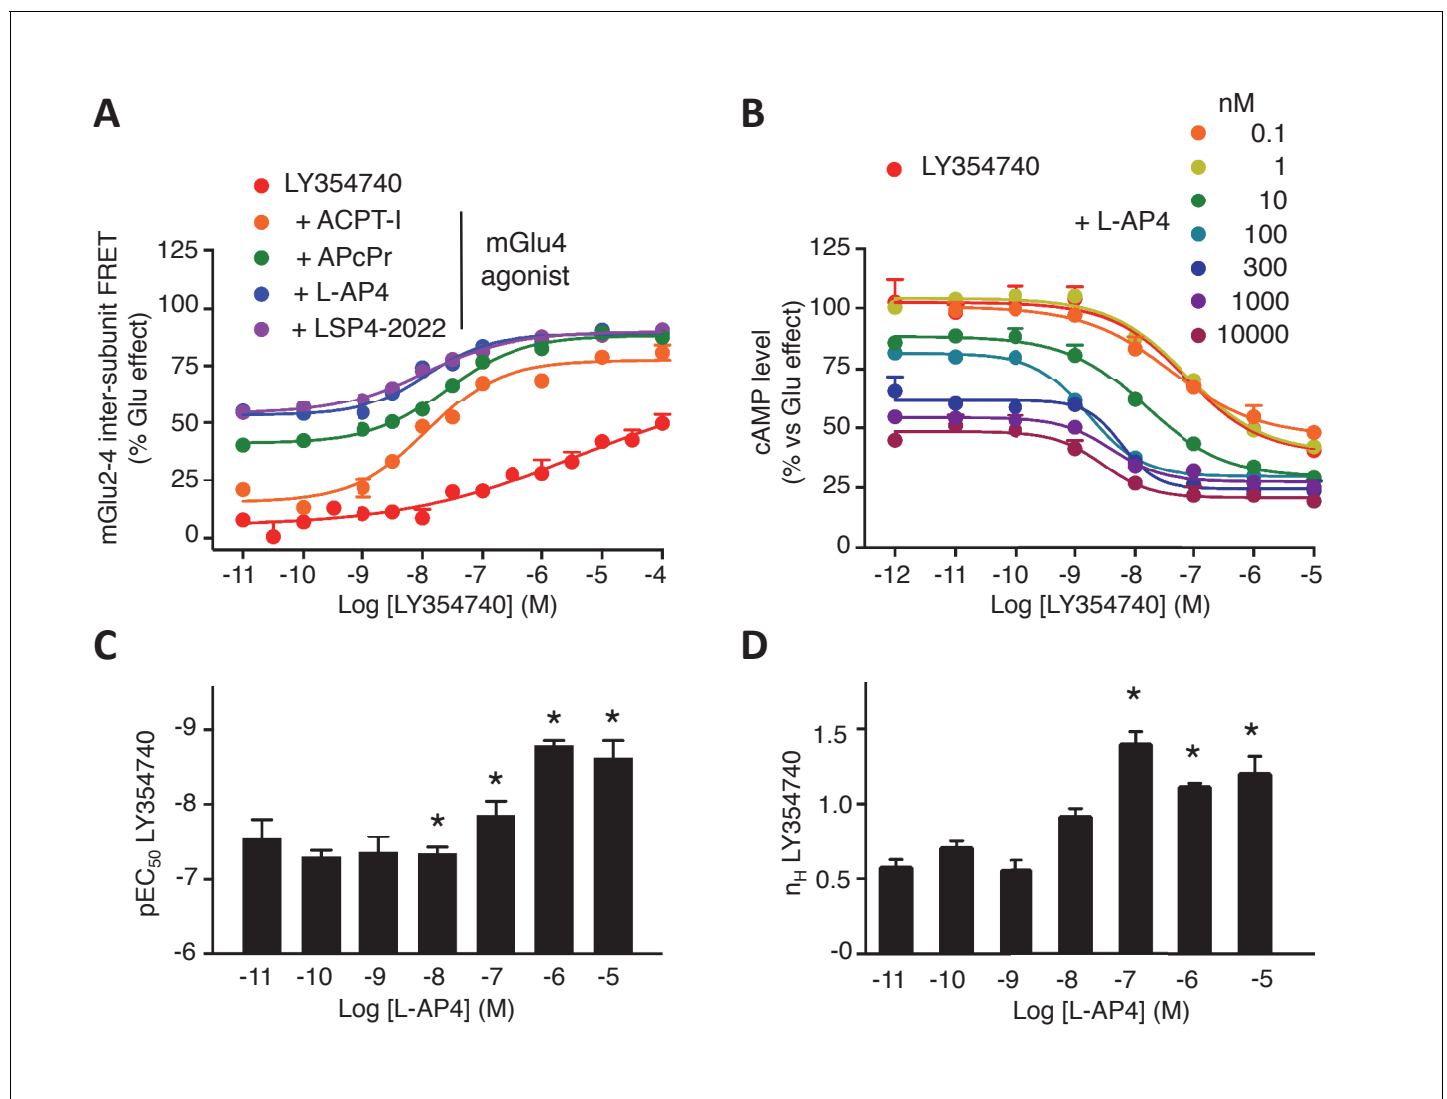 A
LY354740
+ ACPT-I
+ APcPr
+ L-AP4
+ LSP4-2022
mGlu4
agonist
mGlu2-4 inter-subunit FRET
(% Glu effect)
125
100
75
50
25
0
-11 -10 -9 -8 -7 -6 -5 -4
Log [LY354740] (M)
B
LY354740
+ L-AP4
nM
0.1
1
10
100
300
1000
10000
cAMP level
(% vs Glu effect)
125
100
75
50
25
0
-12 -11 -10 -9 -8 -7 -6 -5
Log [LY354740] (M)
C
pEC50 LY354740
-9
-8
-7
-6
* * * *
-11 -10 -9 -8 -7 -6 -5
Log [L-AP4] (M)
D
nH LY354740
1.5
1.0
0.5
-0
* * *
-11 -10 -9 -8 -7 -6 -5
Log [L-AP4] (M)